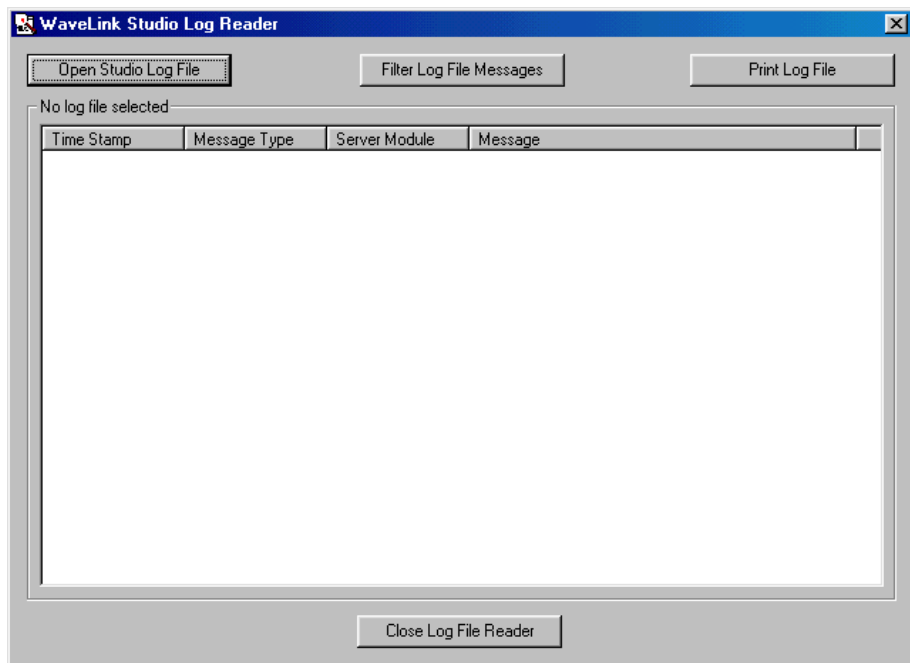 WaveLink Studio Log Reader
Open Studio Log File
Filter Log File Messages
Print Log File
No log file selected
Time Stamp
Message Type
Server Module
Message
Close Log File Reader